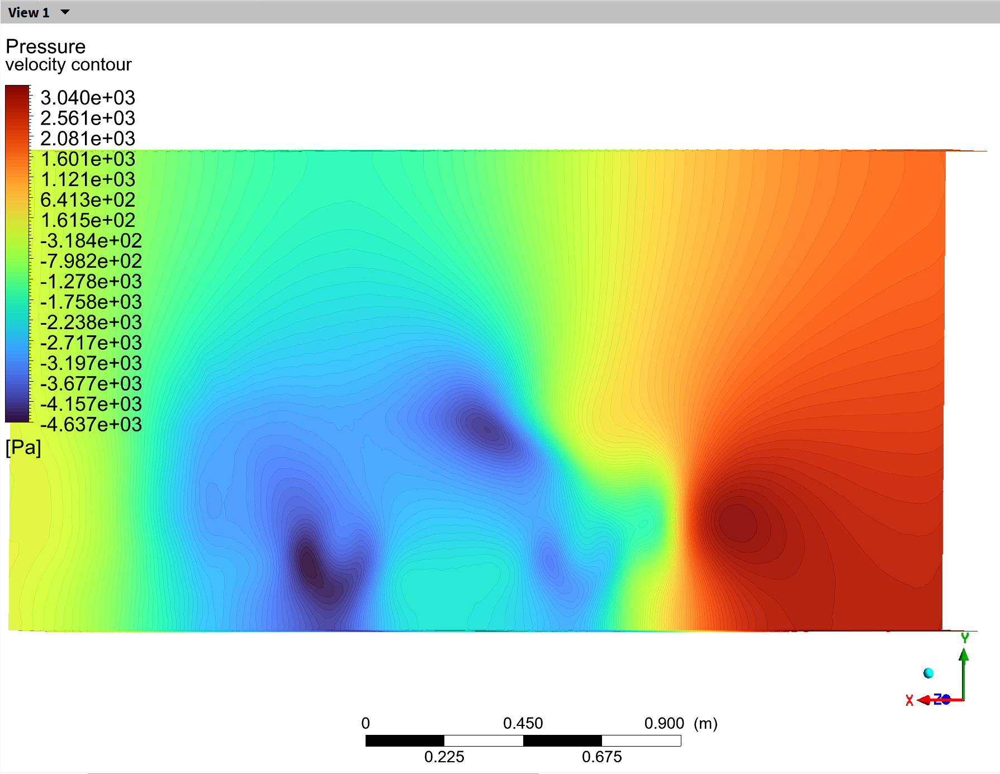 View 1
Pressure
velocity contour
3.040e+03
2.561e+03
2.081e+03
1.601e+03
1.121e+03
6.413e+02
1.615e+02
-3.184e+02
-7.982e+02
-1.278e+03
-1.758e+03
-2.238e+03
-2.717e+03
-3.197e+03
-3.677e+03
-4.157e+03
-4.637e+03
[Pa]
Y
X Z
0 0.450 0.900 (m)
0.225 0.675